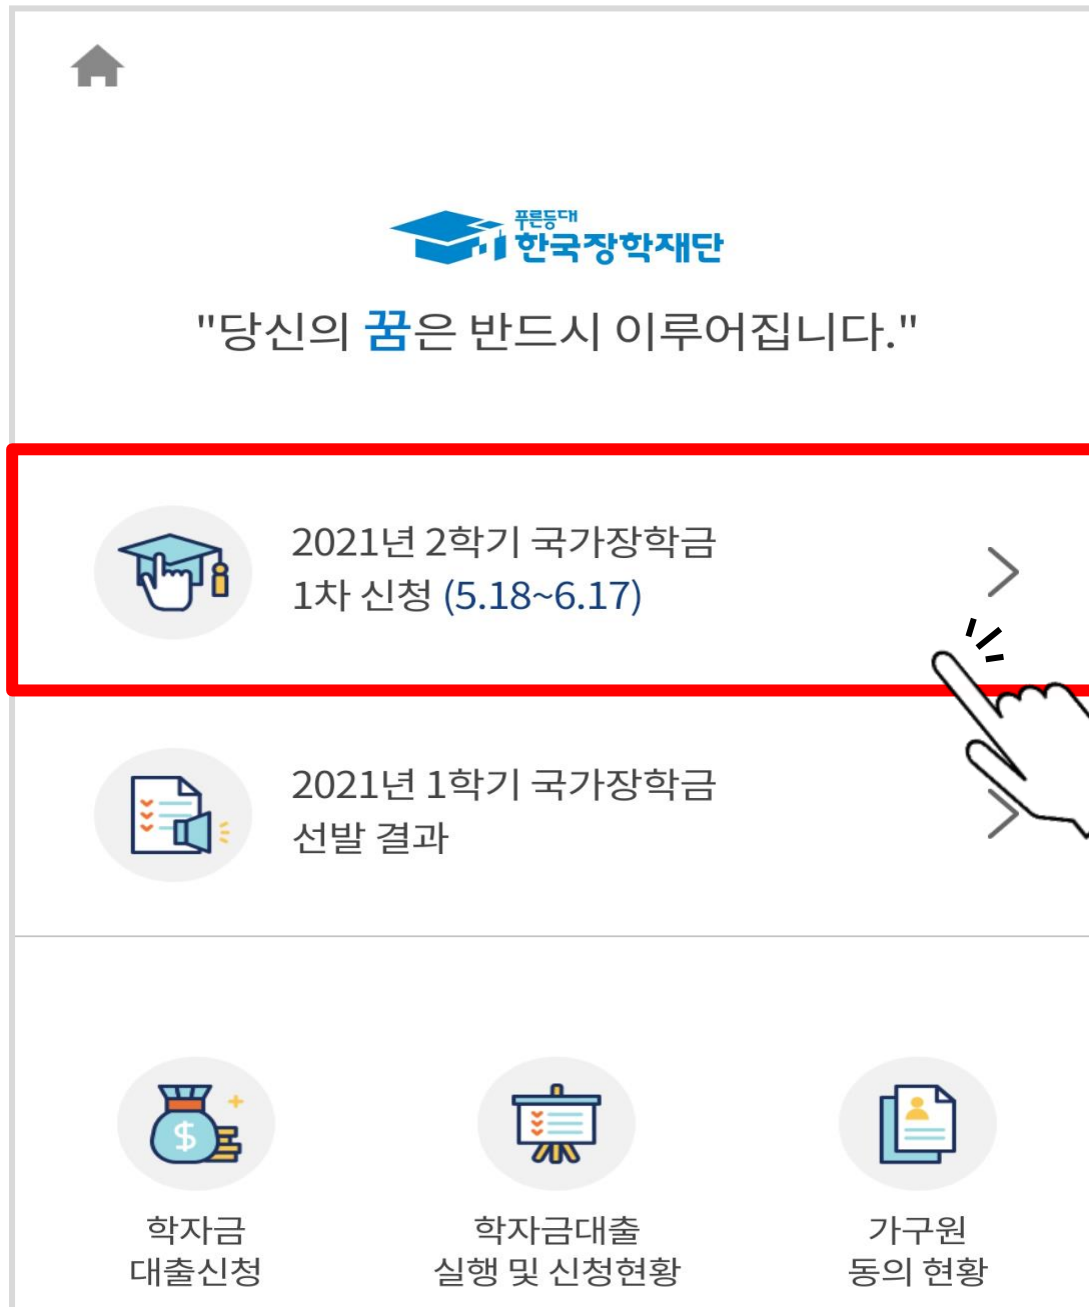 푸른등대
한국장학재단
"당신의 꿈은 반드시 이루어집니다."
2021년 2학기 국가장학금
1차 신청 (5.18~6.17)
2021년 1학기 국가장학금
선발 결과
$
학자금
대출신청
학자금대출
실행 및 신청현황
가구원
동의 현황